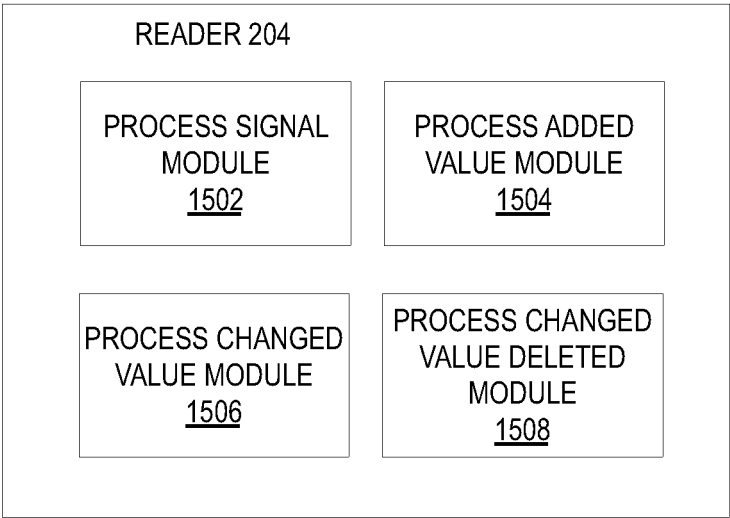 READER 204
PROCESS SIGNAL
MODULE
1502
PROCESS ADDED
VALUE MODULE
1504
PROCESS CHANGED
VALUE MODULE
1506
PROCESS CHANGED
VALUE DELETED
MODULE
1508